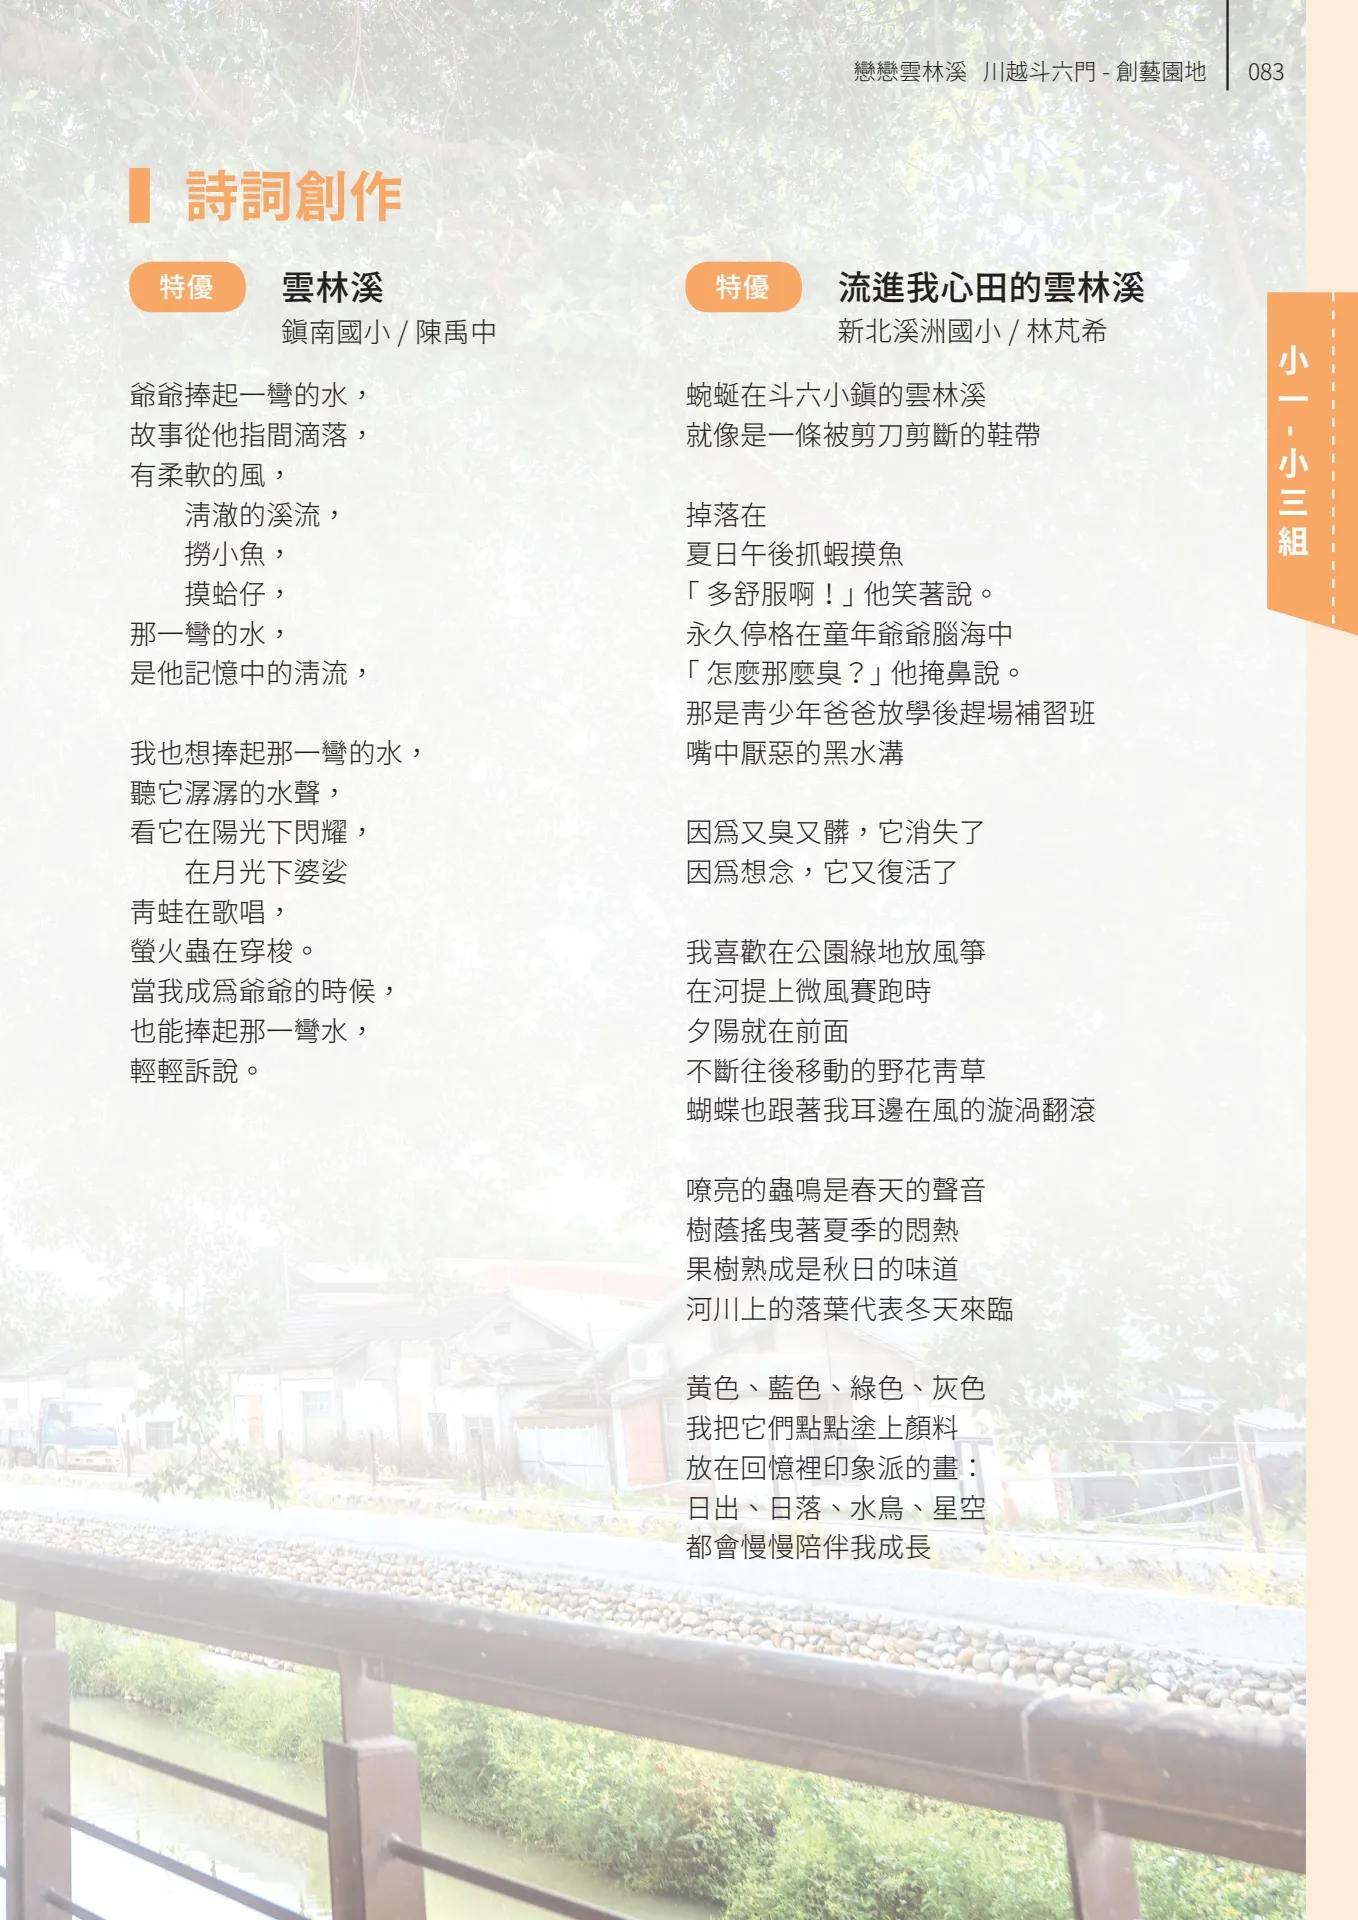 戀戀雲林溪 川越斗六門 - 創藝園地 083
詩詞創作
特優 雲林溪
鎭南國小 / 陳禹中
爺爺捧起一彎的水，
故事從他指間滴落，
有柔軟的風，
淸澈的溪流，
撈小魚，
摸蛤仔，
那一彎的水，
是他記憶中的淸流，
我也想捧起那一彎的水，
聽它潺潺的水聲，
看它在陽光下閃耀，
在月光下婆娑
靑蛙在歌唱，
螢火蟲在穿梭。
當我成爲爺爺的時候，
也能捧起那一彎水，
輕輕訴說。
特優 流進我心田的雲林溪
新北溪洲國小 / 林芃希
蜿蜒在斗六小鎭的雲林溪
就像是一條被剪刀剪斷的鞋帶
掉落在
夏日午後抓蝦摸魚
「多舒服啊！」他笑著說。
永久停格在童年爺爺腦海中
「怎麼那麼臭？」他掩鼻說。
那是靑少年爸爸放學後趕場補習班
嘴中厭惡的黑水溝
因爲又臭又髒，它消失了
因爲想念，它又復活了
我喜歡在公園綠地放風箏
在河提上微風賽跑時
夕陽就在前面
不斷往後移動的野花靑草
蝴蝶也跟著我耳邊在風的漩渦翻滾
嘹亮的蟲鳴是春天的聲音
樹蔭搖曳著夏季的悶熱
果樹熟成是秋日的味道
河川上的落葉代表冬天來臨
黃色、藍色、綠色、灰色
我把它們點點塗上顏料
放在回憶裡印象派的畫：
日出、日落、水鳥、星空
都會慢慢陪伴我成長
小一-小三組